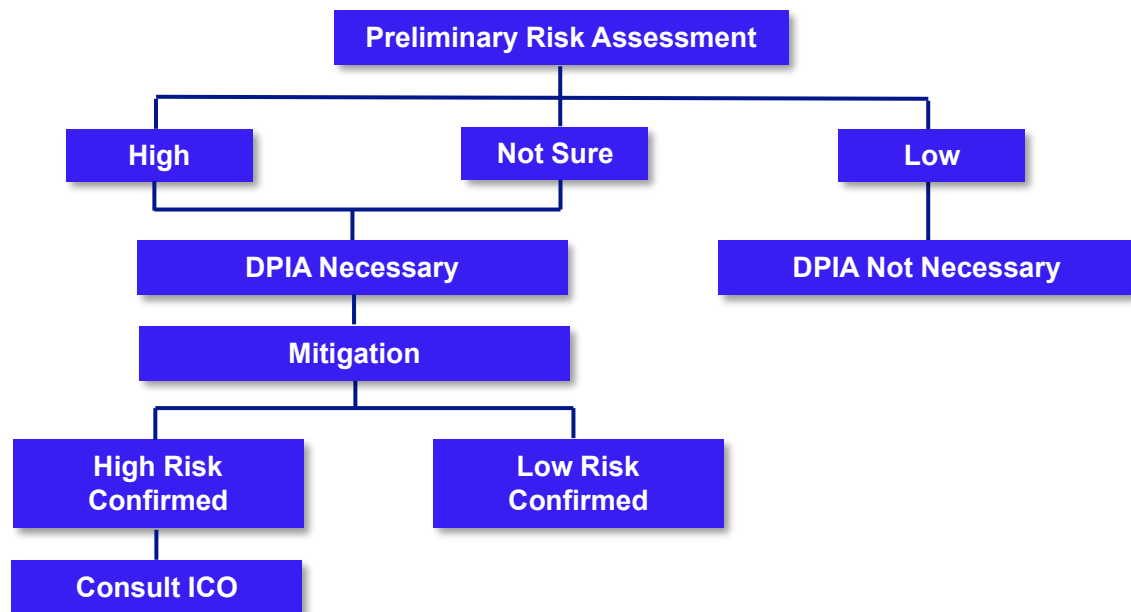 Preliminary Risk Assessment
High
Not Sure
Low
DPIA Necessary
DPIA Not Necessary
Mitigation
High Risk
Confirmed
Low Risk
Confirmed
Consult ICO